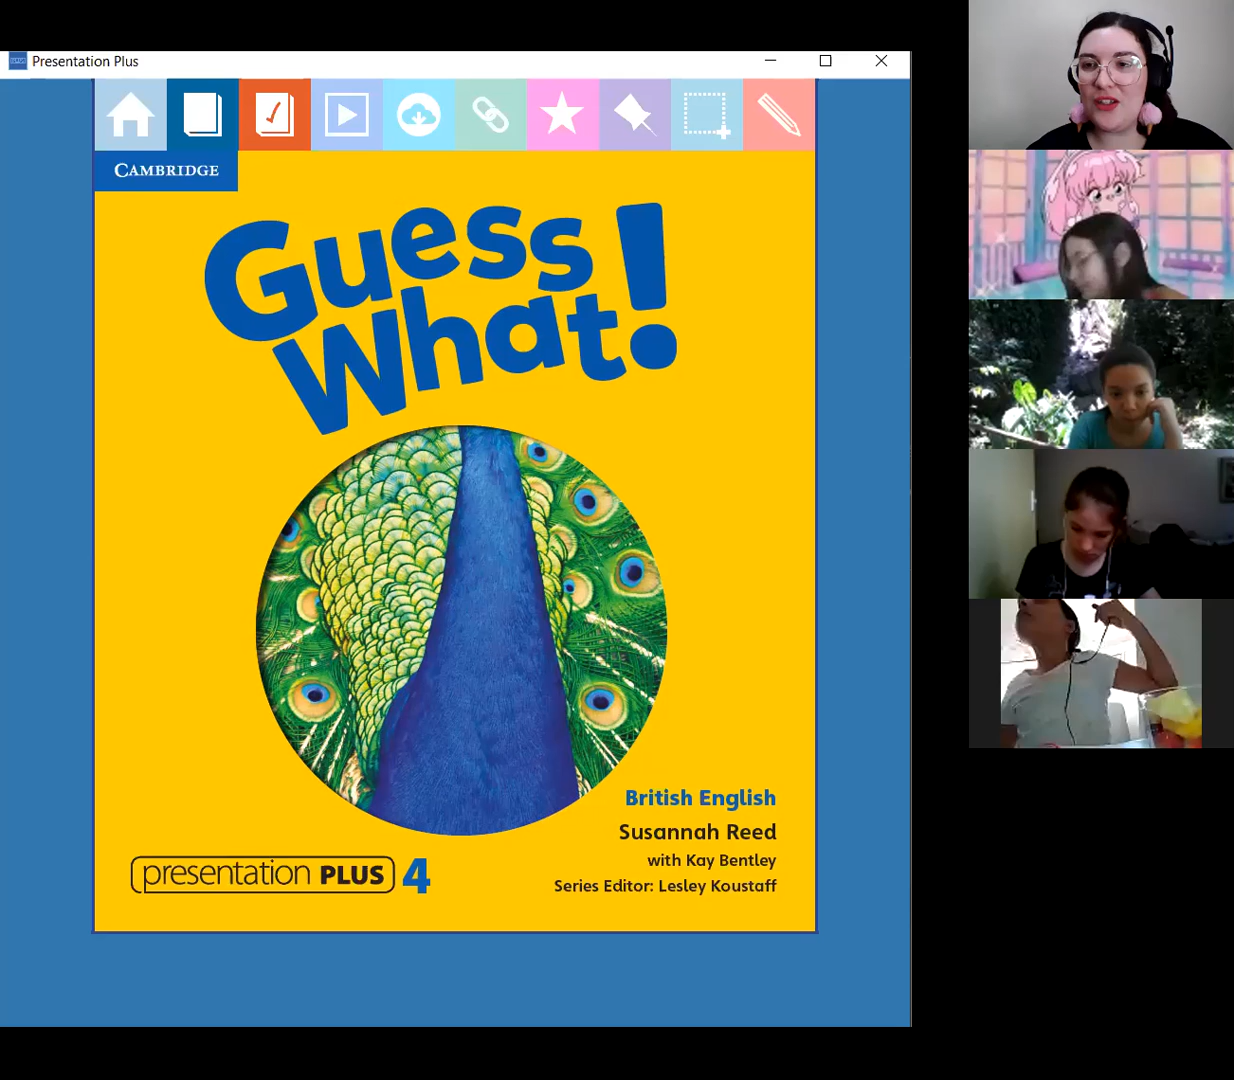 Presentation Plus
CAMBRIDGE
Guess
What!
British English
Susannah Reed
with Kay Bentley
Series Editor: Lesley Koustaff
presentation PLUS 4